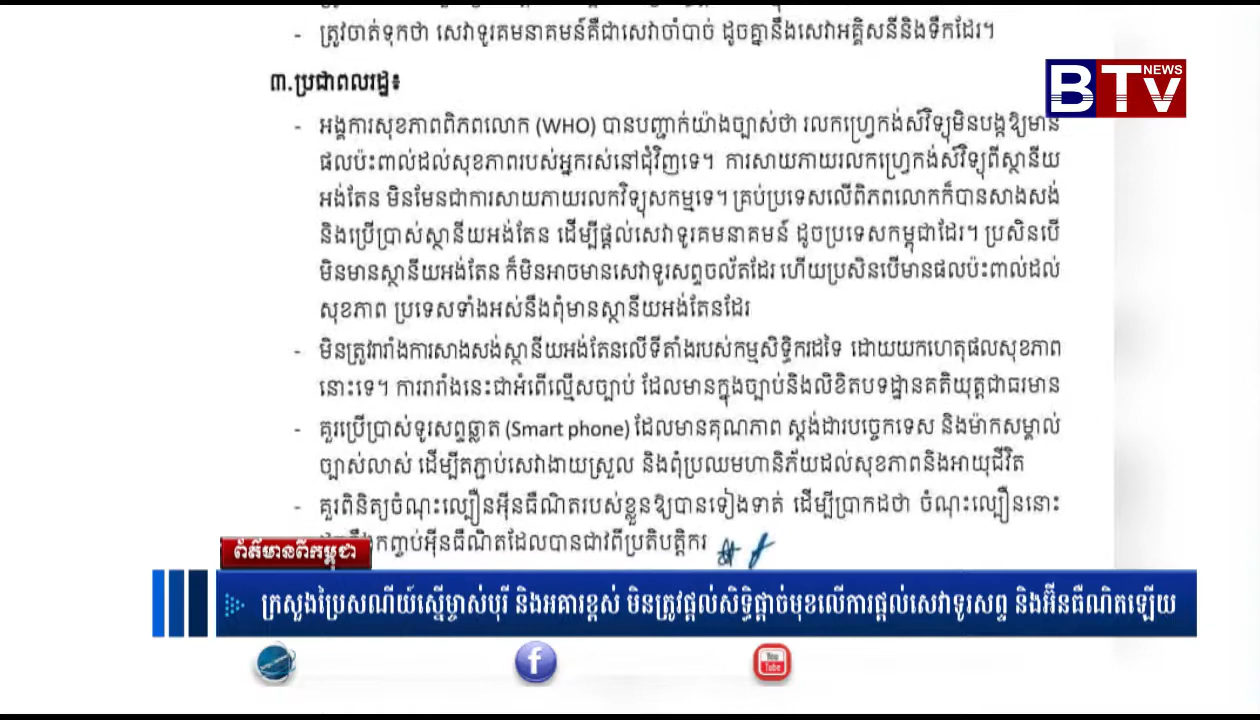 - ត្រូវចាត់ទុកថា សេវាទូរគមនាគមន៍គឺជាសេវាចាំបាច់ ដូចគ្នានឹងសេវាអគ្គិសនីនិងទឹកដែរ។
៣.ប្រជាពលរដ្ឋ៖
BTV NEWS
- អង្គការសុខភាពពិភពលោក (WHO) បានបញ្ជាក់យ៉ាងច្បាស់ថា រលកហ្វ្រេកង់ស៍វិទ្យុមិនបង្កឱ្យមាន
ផលប៉ះពាល់ដល់សុខភាពរបស់អ្នករស់នៅជុំវិញទេ។ ការសាយភាយរលកហ្វ្រេកង់ស៍វិទ្យុពីស្ថានីយ
អង់តែន មិនមែនជាការសាយភាយរលកវិទ្យុសកម្មទេ។ គ្រប់ប្រទេសលើពិភពលោកក៏បានសាងសង់
និងប្រើប្រាស់ស្ថានីយអង់តែន ដើម្បីផ្តល់សេវាទូរគមនាគមន៍ ដូចប្រទេសកម្ពុជាដែរ។ ប្រសិនបើ
មិនមានស្ថានីយអង់តែន ក៏មិនអាចមានសេវាទូរសព្ទចល័តដែរ ហើយប្រសិនបើមានផលប៉ះពាល់ដល់
សុខភាព ប្រទេសទាំងអស់នឹងពុំមានស្ថានីយអង់តែនដែរ
- មិនត្រូវរារាំងការសាងសង់ស្ថានីយអង់តែនលើទីតាំងរបស់កម្មសិទ្ធិករដទៃ ដោយយកហេតុផលសុខភាព
នោះទេ។ ការរារាំងនេះជាអំពើល្មើសច្បាប់ ដែលមានក្នុងច្បាប់និងលិខិតបទដ្ឋានគតិយុត្តជាធរមាន
- គួរប្រើប្រាស់ទូរសព្ទឆ្លាត (Smart phone) ដែលមានគុណភាព ស្តង់ដារបច្ចេកទេស និងម៉ាកសម្គាល់
ច្បាស់លាស់ ដើម្បីតភ្ជាប់សេវាងាយស្រួល និងពុំប្រឈមហានិភ័យដល់សុខភាពនិងអាយុជីវិត
- គួរពិនិត្យចំណុះល្បឿនអ៊ីនធឺណិតរបស់ខ្លួនឱ្យបានទៀងទាត់ ដើម្បីប្រាកដថា ចំណុះល្បឿននោះ
កញ្ចប់អ៊ីនធឺណិតដែលបានជាវពីប្រតិបត្តិករ
ព័ត៌មានពីកម្ពុជា
ក្រសួងប្រៃសណីយ៍ស្នើម្ចាស់បុរី និងអគារខ្ពស់ មិនត្រូវផ្តល់សិទ្ធិផ្តាច់មុខលើការផ្តល់សេវាទូរសព្ទ និងអ៊ីនធឺណិតឡើយ
f
You Tube